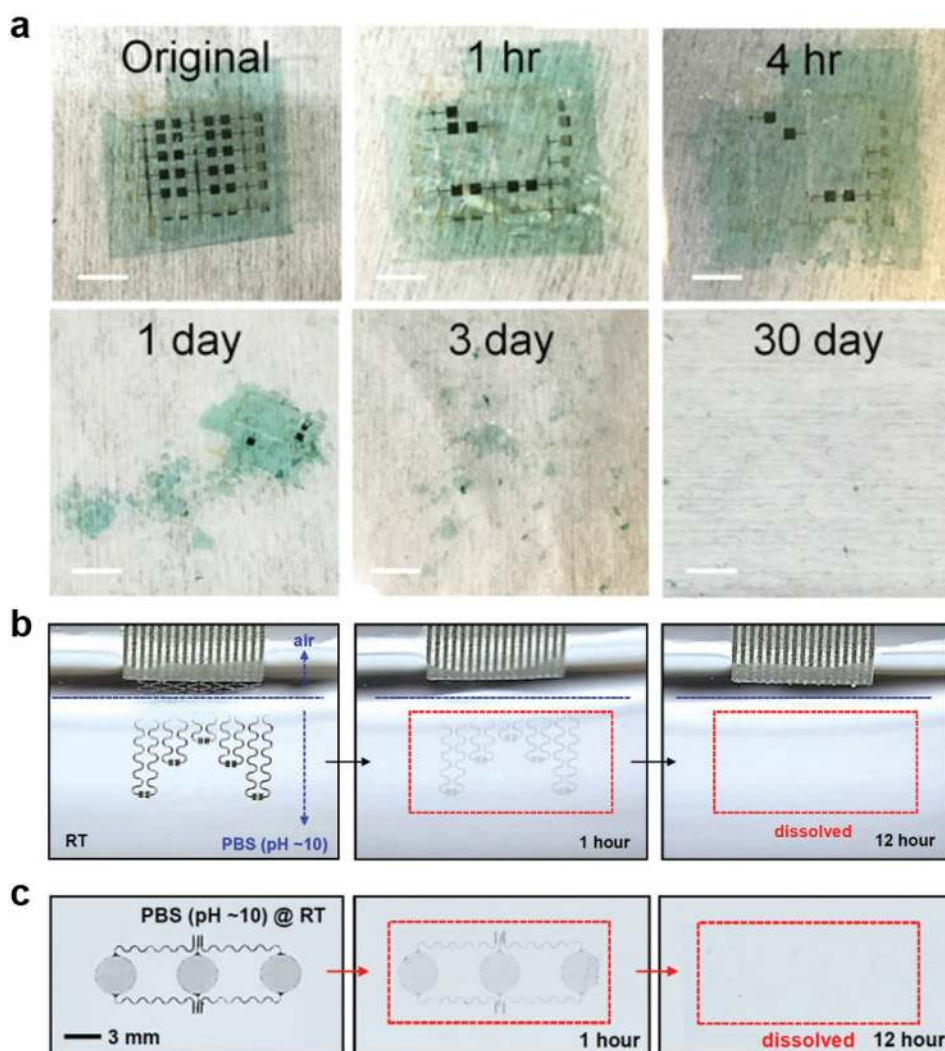 a
Original
1 hr
4 hr
1 day
3 day
30 day
b
air
RT
PBS (pH ~10)
1 hour
dissolved
12 hour
c
PBS (pH ~10) @ RT
3 mm
1 hour
dissolved
12 hour